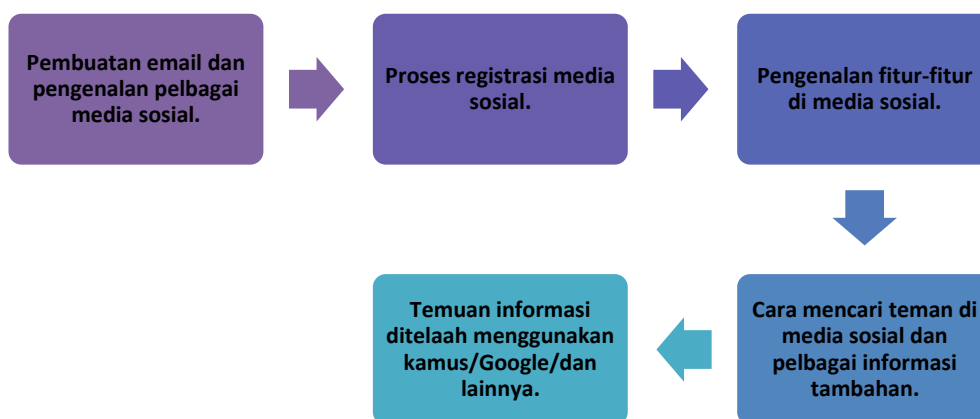 Pembuatan email dan
pengenalan pelbagai
media sosial.
Proses registrasi media
sosial.
Pengenalan fitur-fitur
di media sosial.
Cara mencari teman di
media sosial dan
pelbagai informasi
tambahan.
Temuan informasi
ditelaah menggunakan
kamus/Google/dan
lainnya.